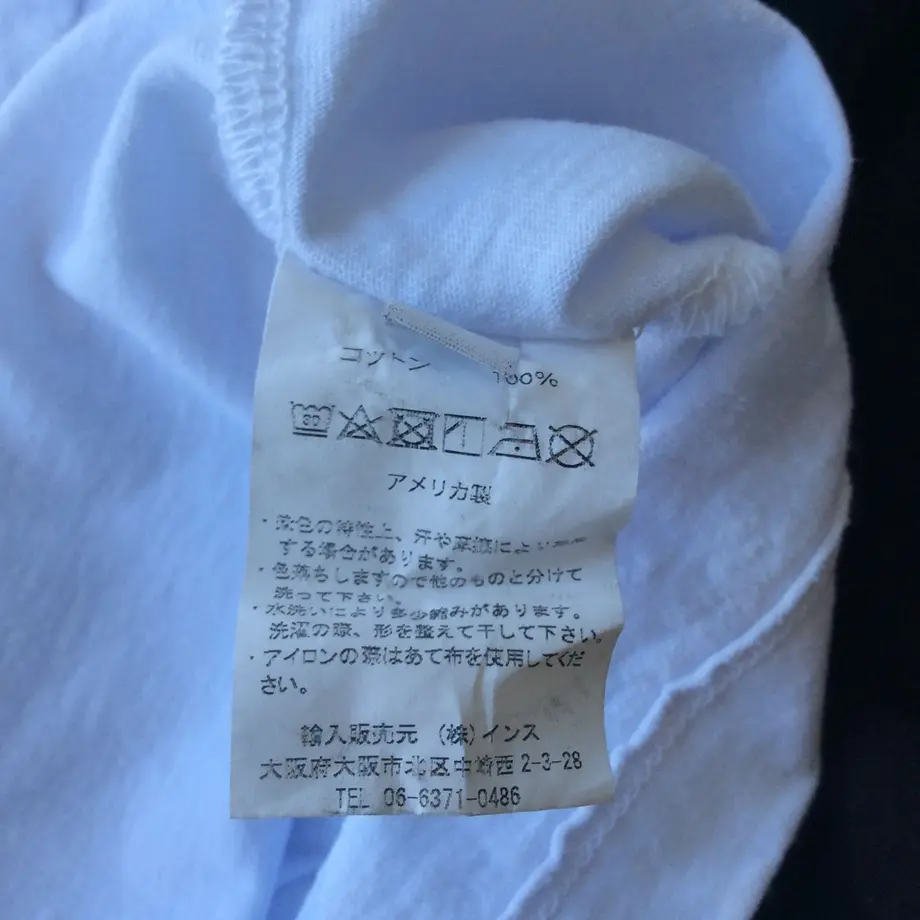 コットン 100%
30
アメリカ製
・染色の特性上、汗や摩擦により
する場合があります。
・色落ちしますので他のものと分けて
洗って下さい。
・水洗いにより多少縮みがあります。
洗濯の際、形を整えて干して下さい。
・アイロンの際はあて布を使用してくだ
さい。
輸入販売元 (株)インス
大阪府大阪市北区中崎西 2-3-28
TEL 06-6371-0486